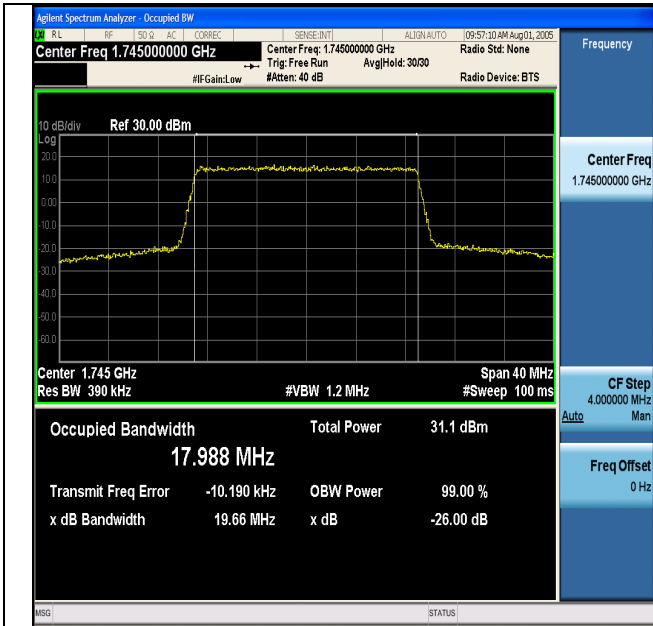 Agilent Spectrum Analyzer - Occupied BW
LXI RL RF 50 Ω AC CORREC SENSE:INT ALIGN AUTO 09:57:10 AM Aug 01, 2005
Center Freq 1.745000000 GHz
Center Freq: 1.745000000 GHz
Radio Std: None
Trig: Free Run Avg|Hold: 30/30
#IFGain:Low
#Atten: 40 dB
Radio Device: BTS
10 dB/div Ref 30.00 dBm
Log
20.0
10.0
0.00
-10.0
-20.0
-30.0
-40.0
-50.0
-60.0
Center 1.745 GHz Span 40 MHz
Res BW 390 kHz #VBW 1.2 MHz #Sweep 100 ms
Occupied Bandwidth Total Power 31.1 dBm
17.988 MHz
Transmit Freq Error -10.190 kHz OBW Power 99.00 %
x dB Bandwidth 19.66 MHz x dB -26.00 dB
MSG STATUS
Frequency
Center Freq
1.745000000 GHz
CF Step
4.000000 MHz
Auto Man
Freq Offset
0 Hz